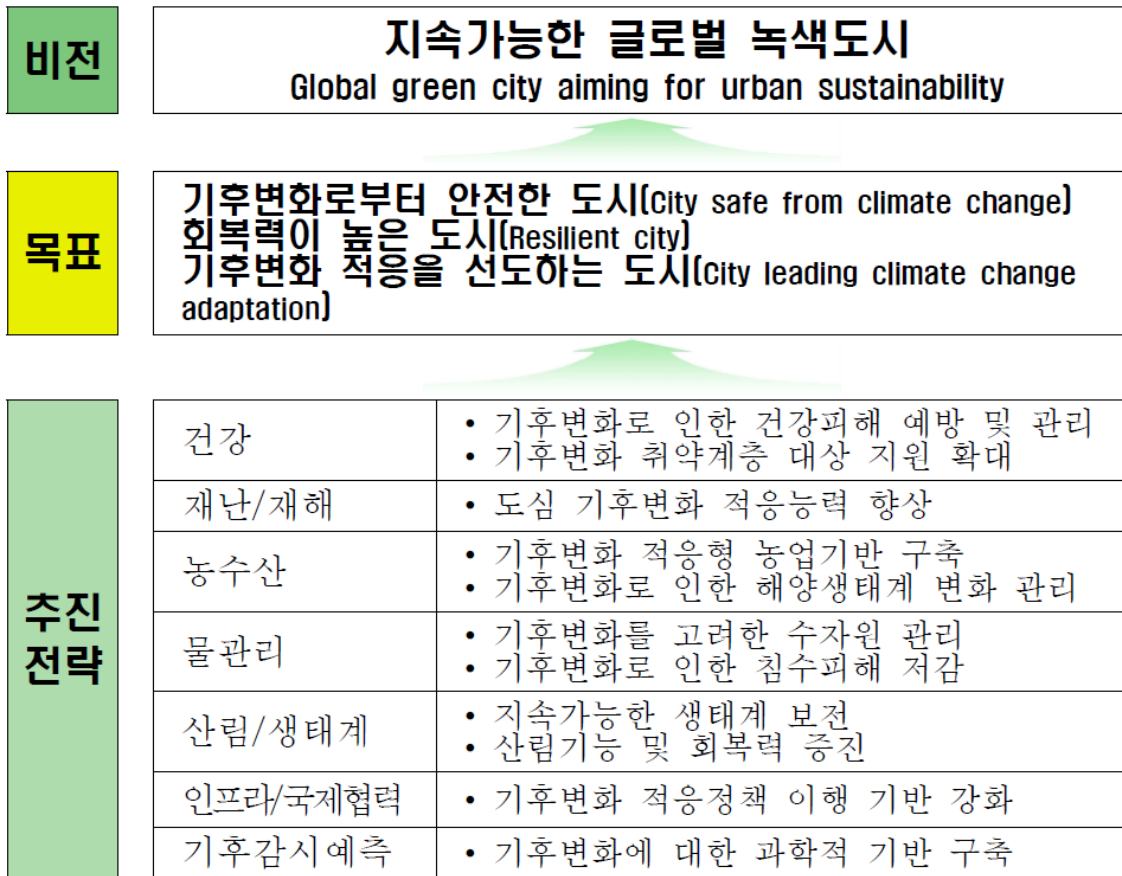 비전
지속가능한 글로벌 녹색도시
Global green city aiming for urban sustainability
목표
기후변화로부터 안전한 도시(City safe from climate change)
회복력이 높은 도시(Resilient city)
기후변화 적응을 선도하는 도시(City leading climate change
adaptation)
추진
전략
건강
• 기후변화로 인한 건강피해 예방 및 관리
• 기후변화 취약계층 대상 지원 확대
재난/재해
• 도심 기후변화 적응능력 향상
농수산
• 기후변화 적응형 농업기반 구축
• 기후변화로 인한 해양생태계 변화 관리
물관리
• 기후변화를 고려한 수자원 관리
• 기후변화로 인한 침수피해 저감
산림/생태계
• 지속가능한 생태계 보전
• 산림기능 및 회복력 증진
인프라/국제협력
• 기후변화 적응정책 이행 기반 강화
기후감시예측
• 기후변화에 대한 과학적 기반 구축